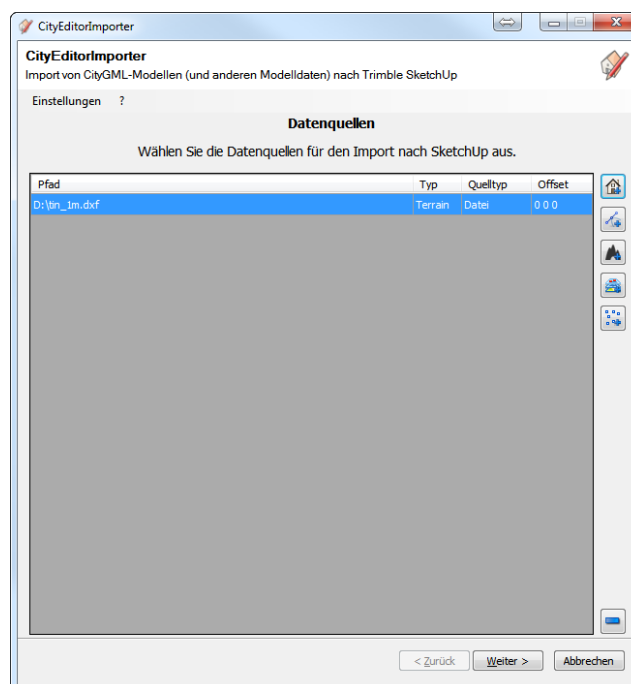 CityEditorImporter
CityEditorImporter
Import von CityGML-Modellen (und anderen Modelldaten) nach Trimble SketchUp
Einstellungen ?
Datenquellen
Wählen Sie die Datenquellen für den Import nach SketchUp aus.
Pfad Typ Quelltyp Offset
D:\tin_1m.dxf Terrain Datei 0 0 0
< Zurück Weiter > Abbrechen